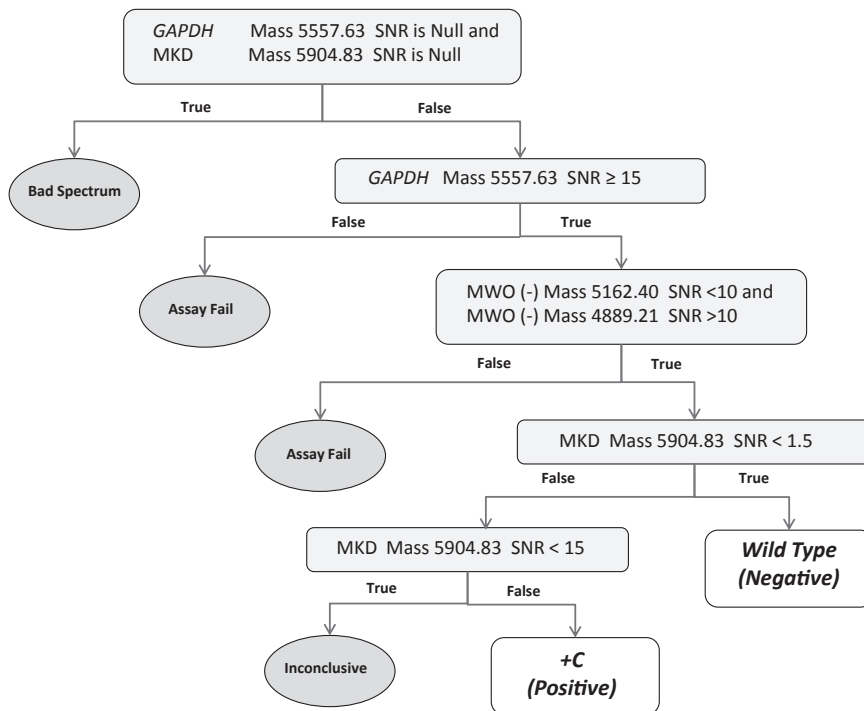 GAPDH Mass 5557.63 SNR is Null and
MKD Mass 5904.83 SNR is Null
True
False
Bad Spectrum
GAPDH Mass 5557.63 SNR ≥ 15
False
True
Assay Fail
MWO (-) Mass 5162.40 SNR <10 and
MWO (-) Mass 4889.21 SNR >10
False
True
Assay Fail
MKD Mass 5904.83 SNR < 1.5
False
True
MKD Mass 5904.83 SNR < 15
Wild Type
(Negative)
True
False
Inconclusive
+C
(Positive)